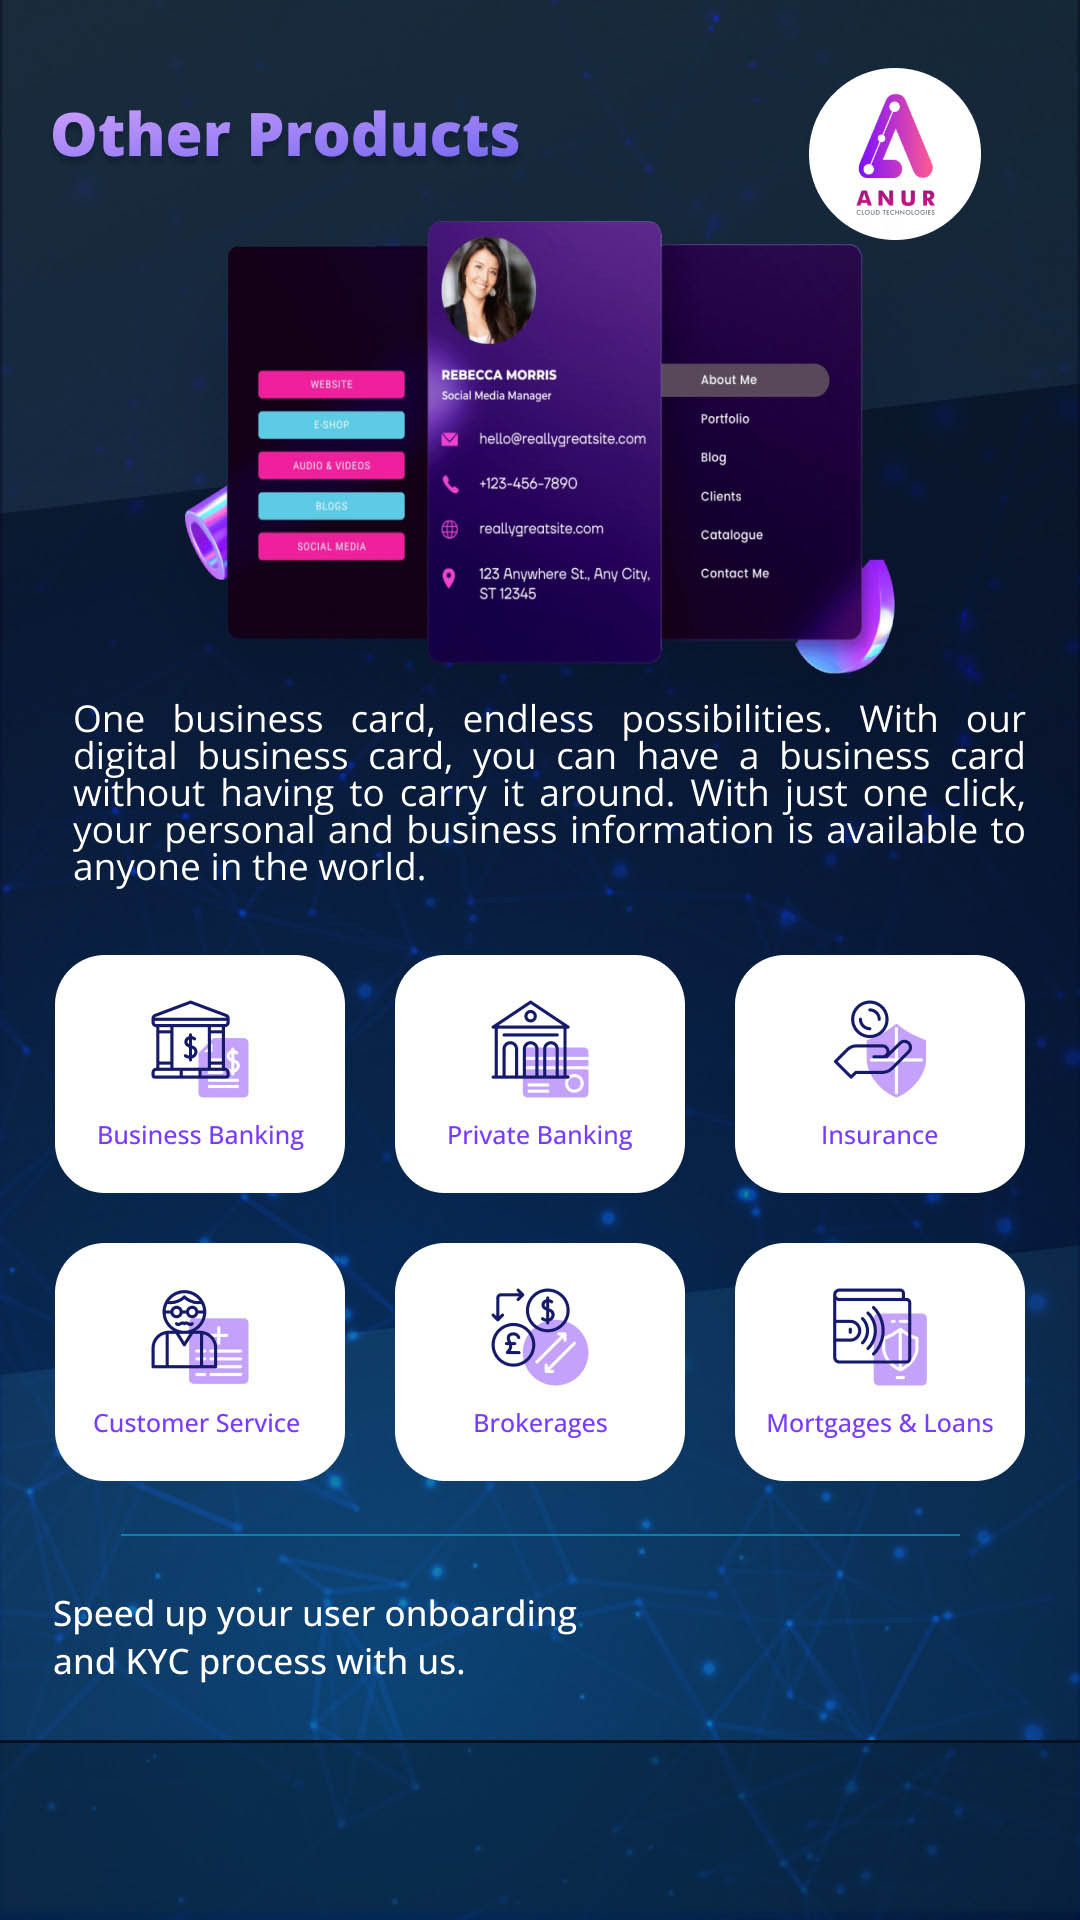 Other Products
ANUR
CLOUD TECHNOLOGIES
WEBSITE
E-SHOP
AUDIO & VIDEOS
BLOGS
SOCIAL MEDIA
REBECCA MORRIS
Social Media Manager
hello@reallygreatsite.com
+123-456-7890
reallygreatsite.com
123 Anywhere St., Any City,
ST 12345
About Me
Portfolio
Blog
Clients
Catalogue
Contact Me
One business card, endless possibilities. With our
digital business card, you can have a business card
without having to carry it around. With just one click,
your personal and business information is available to
anyone in the world.
$
$
Business Banking
Private Banking
Insurance
Customer Service
$
£
Brokerages
Mortgages & Loans
Speed up your user onboarding
and KYC process with us.